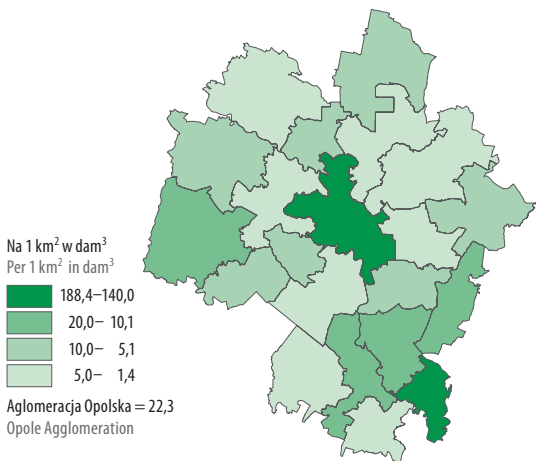 Na 1 km² w dam³
Per 1 km² in dam³
188,4–140,0
20,0– 10,1
10,0– 5,1
5,0– 1,4
Aglomeracja Opolska = 22,3
Opole Agglomeration